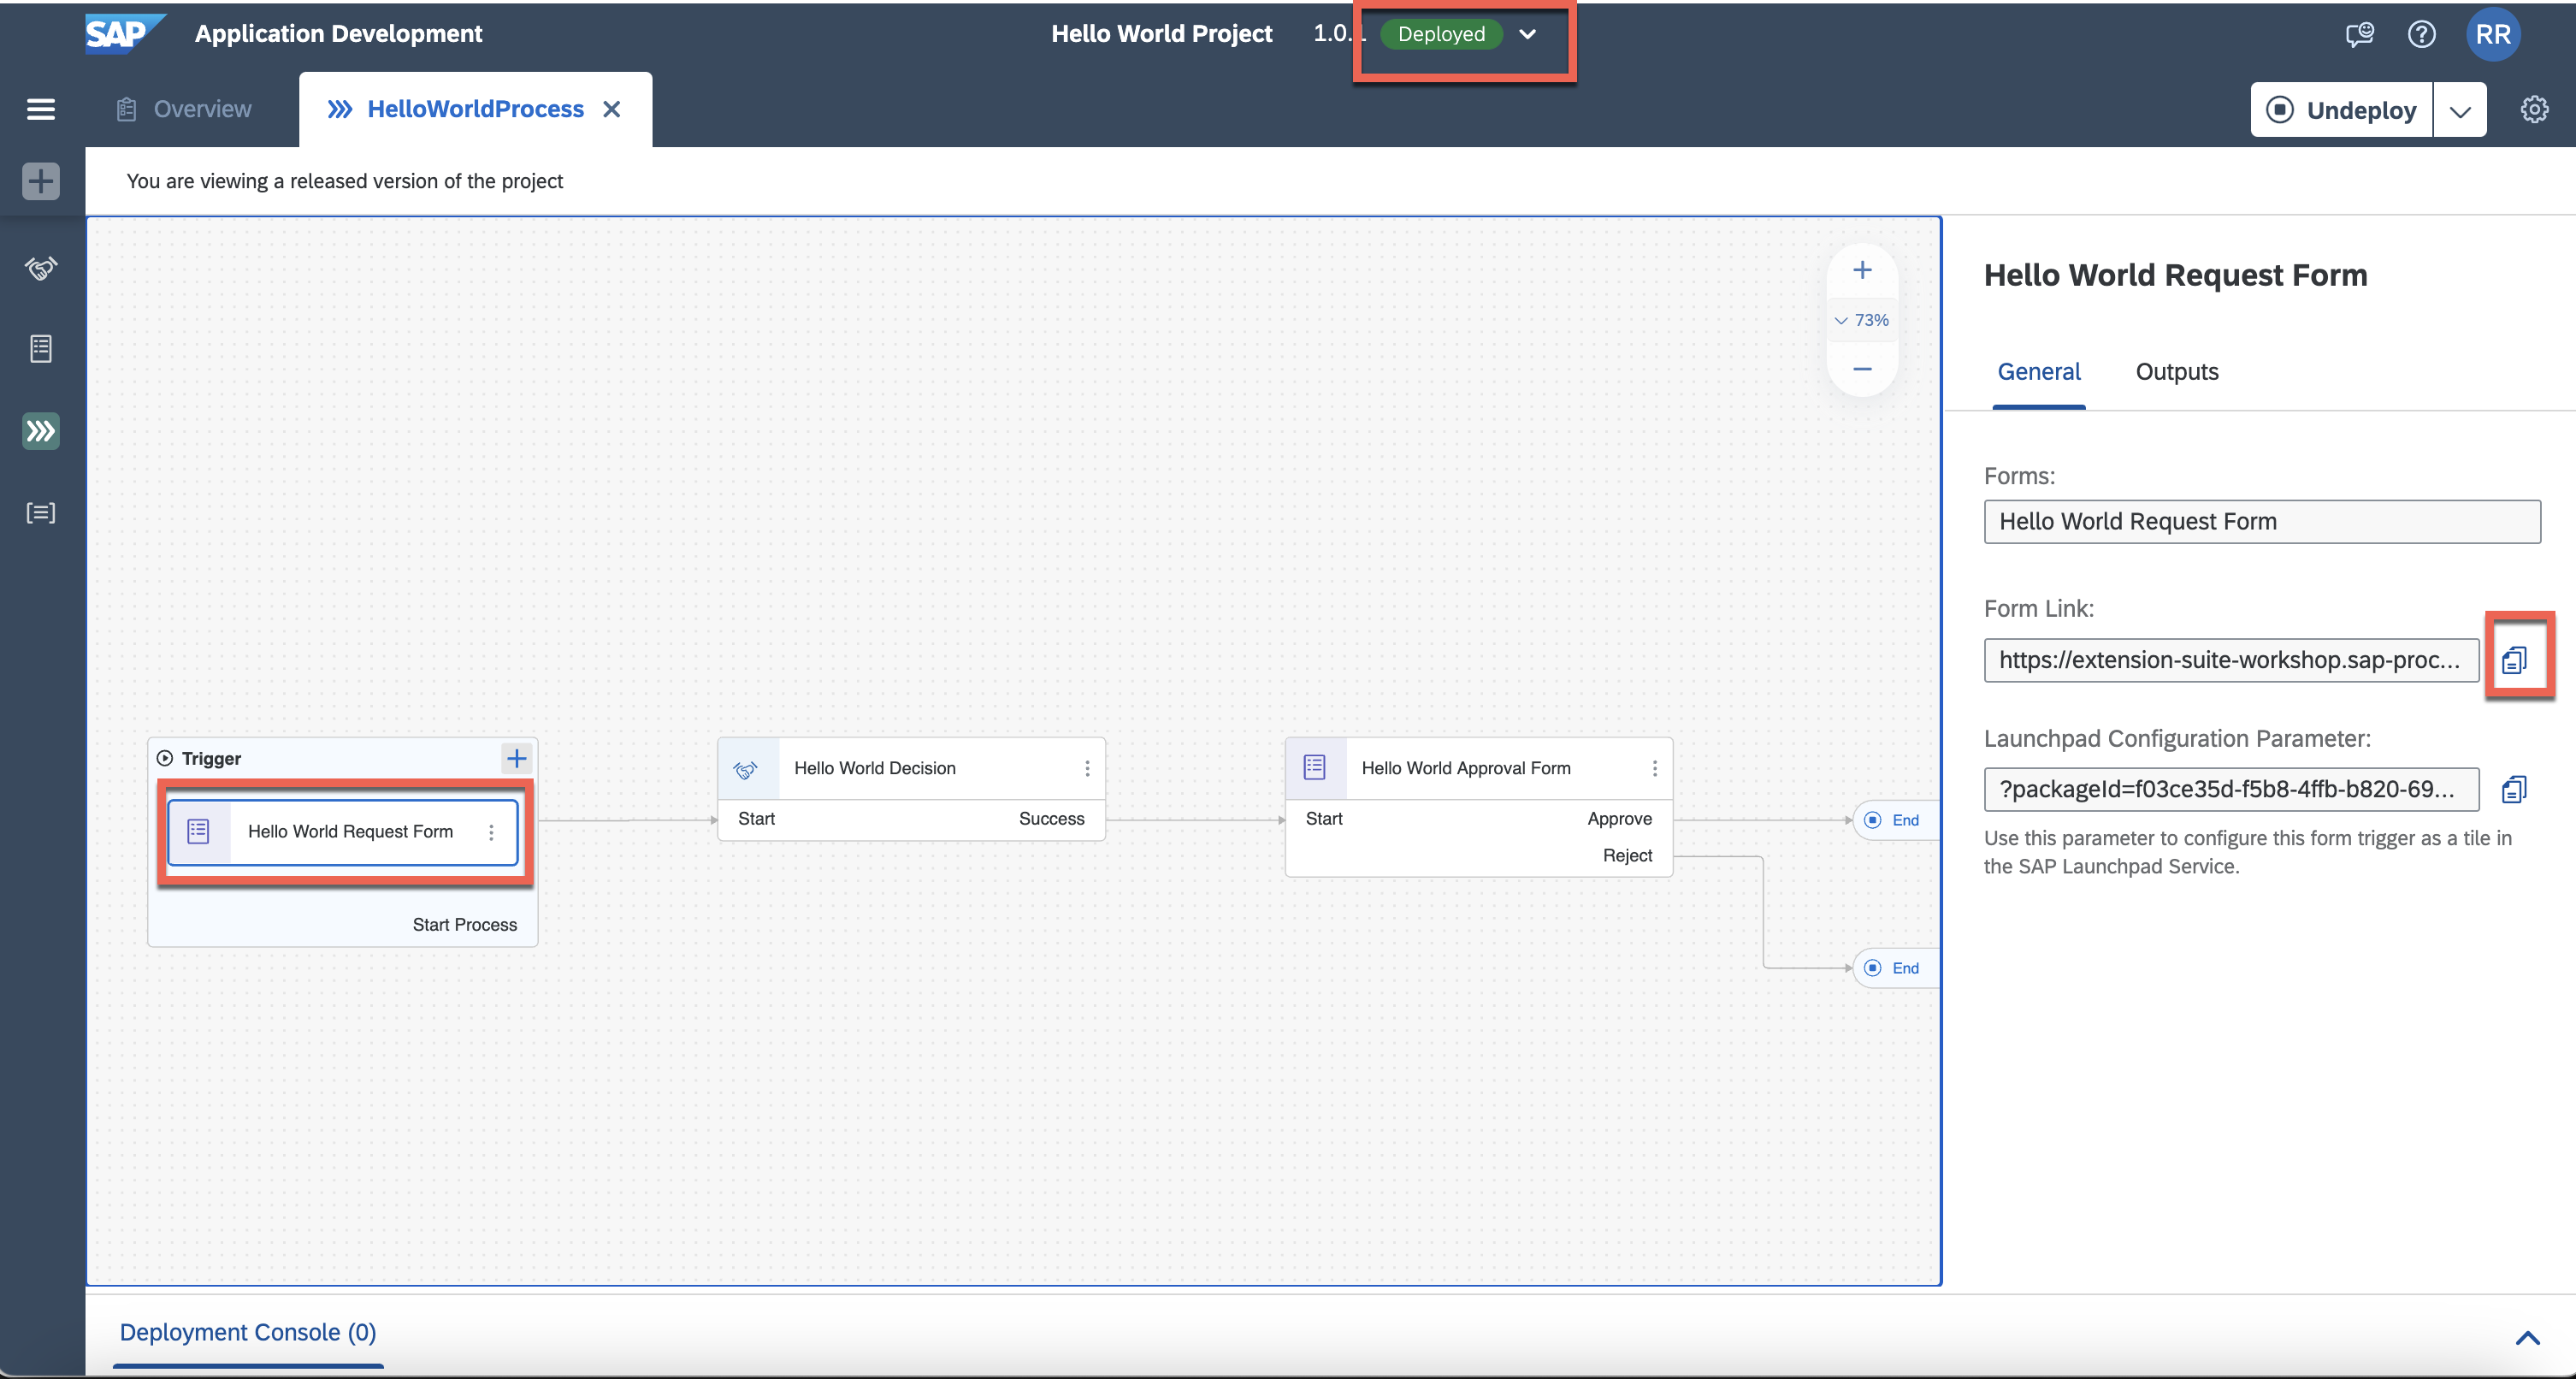 SAP Application Development Hello World Project 1.0. Deployed RR
Overview HelloWorldProcess Undeploy
You are viewing a released version of the project
73%
Hello World Request Form
General Outputs
Forms:
Hello World Request Form
Form Link:
https://extension-suite-workshop.sap-proc...
Launchpad Configuration Parameter:
?packageId=f03ce35d-f5b8-4ffb-b820-69...
Use this parameter to configure this form trigger as a tile in
the SAP Launchpad Service.
Trigger
Hello World Request Form
Start Process
Hello World Decision
Start Success
Hello World Approval Form
Start Approve
Reject
End
End
Deployment Console (0)